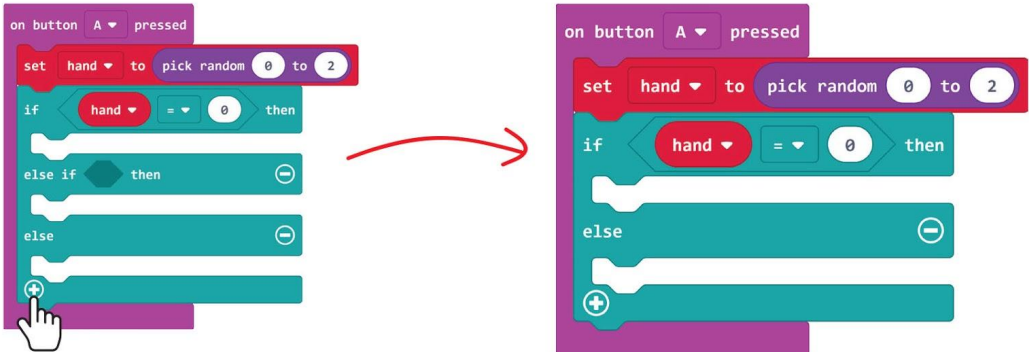 on button A pressed
set hand to pick random 0 to 2
if hand = 0 then
else if then
else
on button A pressed
set hand to pick random 0 to 2
if hand = 0 then
else